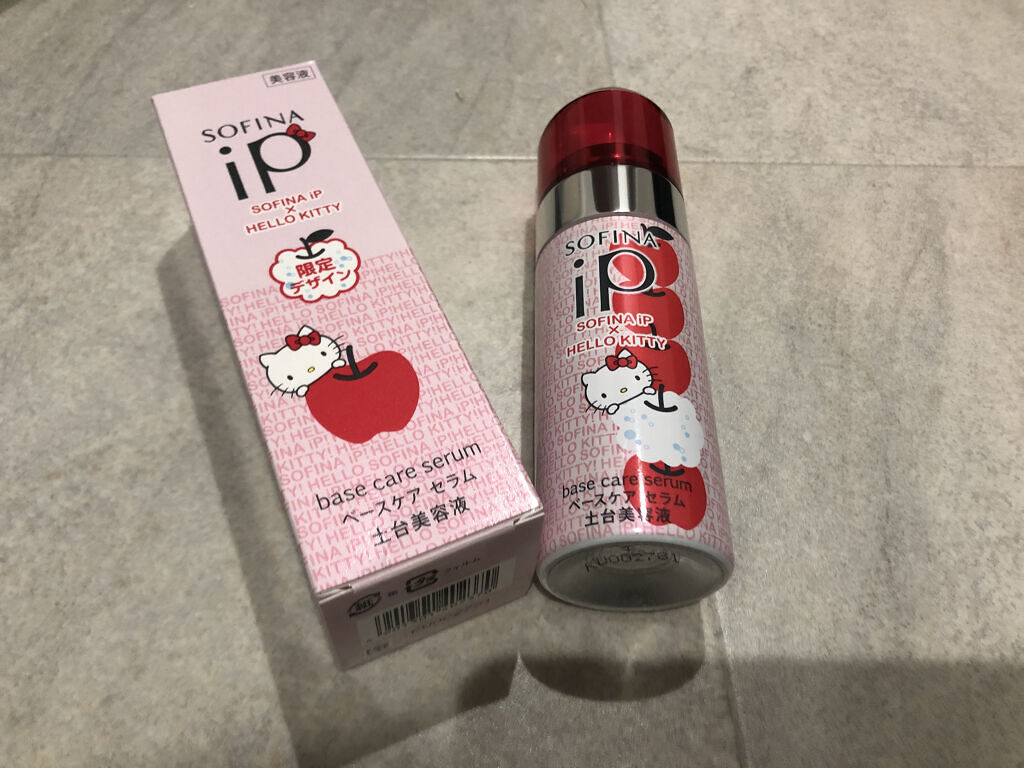 美容液
SOFINA
iP
SOFINA iP
×
HELLO KITTY
限定
デザイン
base care serum
ベースケア セラム
土台美容液
SOFINA
iP
SOFINA iP
×
HELLO KITTY
base care serum
ベースケア セラム
土台美容液